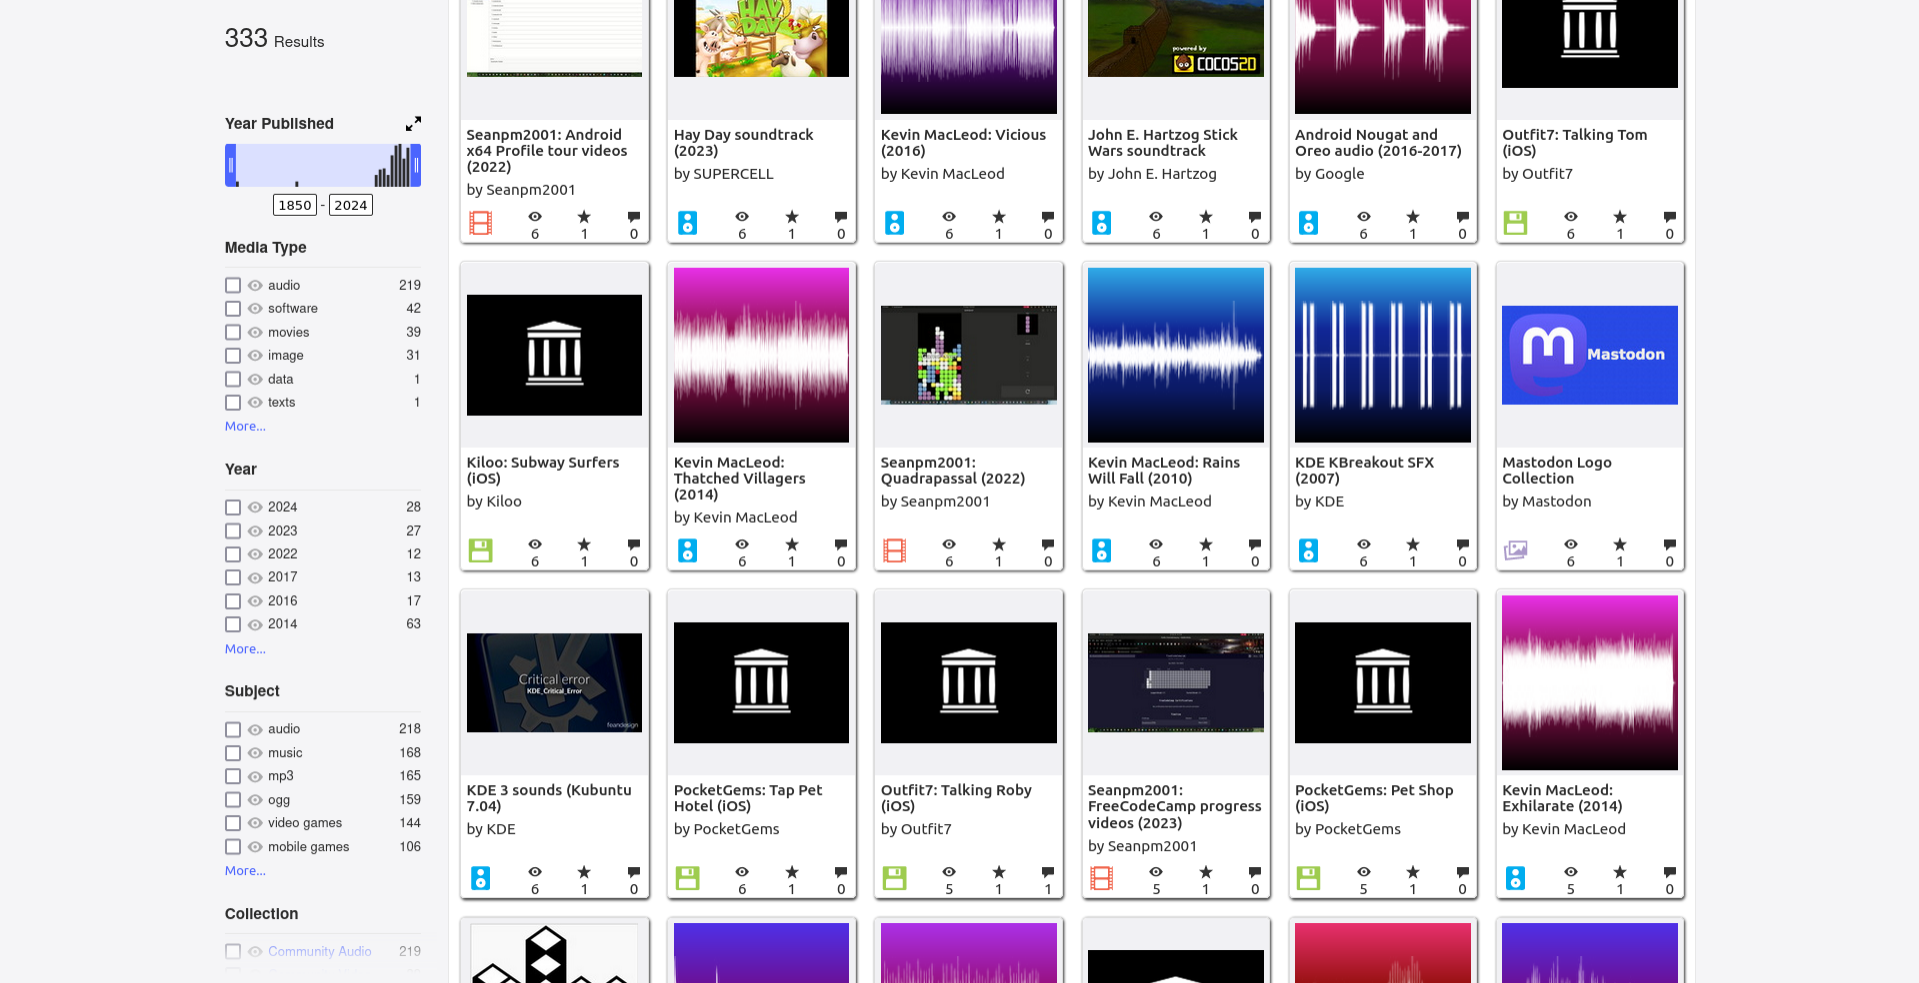 333 Results
Year Published
1850 - 2024
Media Type
audio 219
software 42
movies 39
image 31
data 1
texts 1
More...
Year
2024 28
2023 27
2022 12
2017 13
2016 17
2014 63
More...
Subject
audio 218
music 168
mp3 165
ogg 159
video games 144
mobile games 106
More...
Collection
Community Audio 219
Seanpm2001: Android
x64 Profile tour videos
(2022)
by Seanpm2001
6 1 0
HAY
DAY
Hay Day soundtrack
(2023)
by SUPERCELL
6 1 0
Kevin MacLeod: Vicious
(2016)
by Kevin MacLeod
6 1 0
powered by
COCOS2D
John E. Hartzog Stick
Wars soundtrack
by John E. Hartzog
6 1 0
Android Nougat and
Oreo audio (2016-2017)
by Google
6 1 0
Outfit7: Talking Tom
(iOS)
by Outfit7
6 1 0
Kiloo: Subway Surfers
(iOS)
by Kiloo
6 1 0
Kevin MacLeod:
Thatched Villagers
(2014)
by Kevin MacLeod
6 1 0
Seanpm2001:
Quadrapassal (2022)
by Seanpm2001
6 1 0
Kevin MacLeod: Rains
Will Fall (2010)
by Kevin MacLeod
6 1 0
KDE KBreakout SFX
(2007)
by KDE
6 1 0
Mastodon
Mastodon Logo
Collection
by Mastodon
6 1 0
Critical error
KDE_Critical_Error
feandesign
KDE 3 sounds (Kubuntu
7.04)
by KDE
6 1 0
PocketGems: Tap Pet
Hotel (iOS)
by PocketGems
6 1 0
Outfit7: Talking Roby
(iOS)
by Outfit7
5 1 1
Seanpm2001:
FreeCodeCamp progress
videos (2023)
by Seanpm2001
5 1 0
PocketGems: Pet Shop
(iOS)
by PocketGems
5 1 0
Kevin MacLeod:
Exhilarate (2014)
by Kevin MacLeod
5 1 0